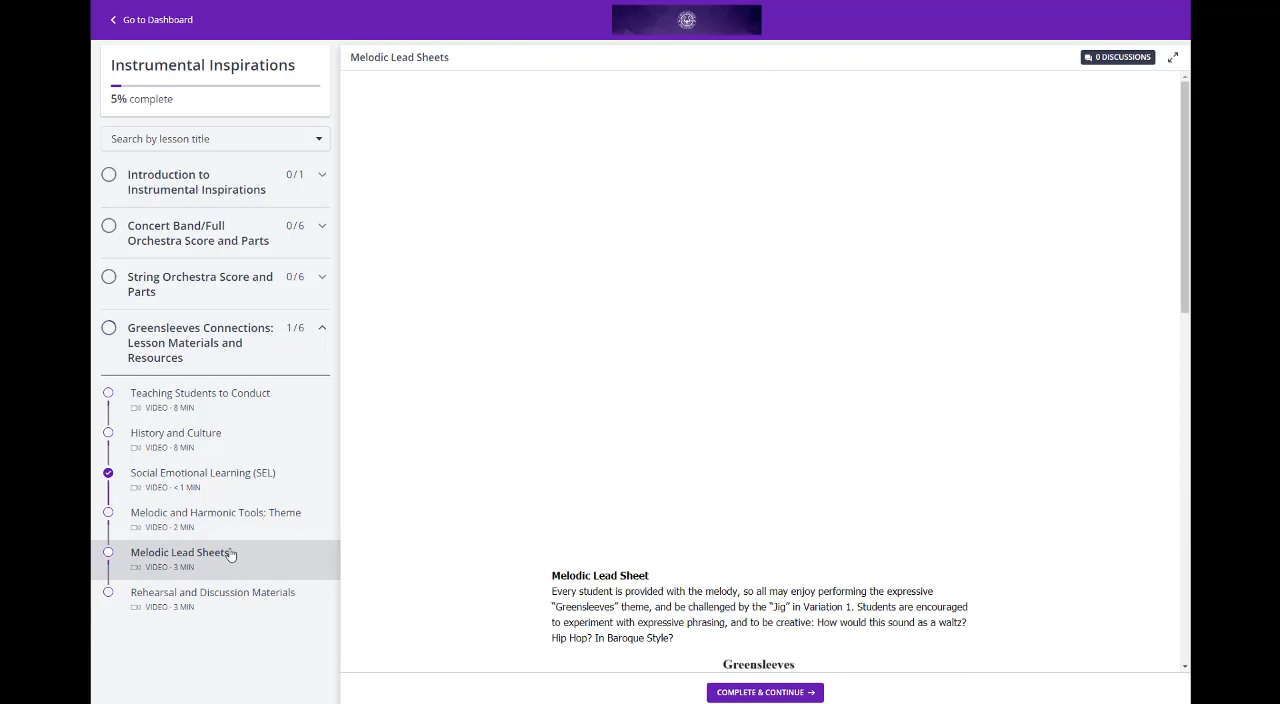 Go to Dashboard
Instrumental Inspirations
5% complete
Search by lesson title
Introduction to
Instrumental Inspirations
0/1
Concert Band/Full
Orchestra Score and Parts
0/6
String Orchestra Score and
Parts
0/6
Greensleeves Connections:
Lesson Materials and
Resources
1/6
Teaching Students to Conduct
VIDEO · 8 MIN
History and Culture
VIDEO · 8 MIN
Social Emotional Learning (SEL)
VIDEO · < 1 MIN
Melodic and Harmonic Tools: Theme
VIDEO · 2 MIN
Melodic Lead Sheets
VIDEO · 3 MIN
Rehearsal and Discussion Materials
VIDEO · 3 MIN
Melodic Lead Sheets
0 DISCUSSIONS
Melodic Lead Sheet
Every student is provided with the melody, so all may enjoy performing the expressive
“Greensleeves” theme, and be challenged by the “Jig” in Variation 1. Students are encouraged
to experiment with expressive phrasing, and to be creative: How would this sound as a waltz?
Hip Hop? In Baroque Style?
Greensleeves
COMPLETE & CONTINUE →